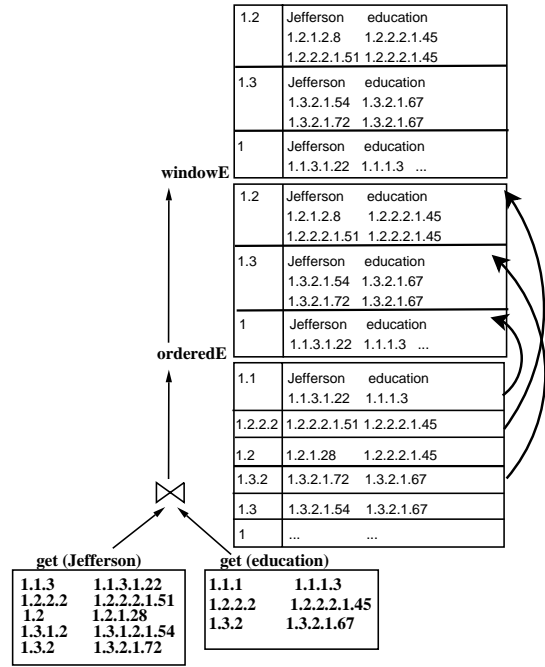 1.2 Jefferson education
1.2.1.2.8 1.2.2.2.1.45
1.2.2.2.1.51 1.2.2.2.1.45
1.3 Jefferson education
1.3.2.1.54 1.3.2.1.67
1.3.2.1.72 1.3.2.1.67
1 Jefferson education
1.1.3.1.22 1.1.1.3 ...
windowE
1.2 Jefferson education
1.2.1.2.8 1.2.2.2.1.45
1.2.2.2.1.51 1.2.2.2.1.45
1.3 Jefferson education
1.3.2.1.54 1.3.2.1.67
1.3.2.1.72 1.3.2.1.67
1 Jefferson education
1.1.3.1.22 1.1.1.3 ...
orderedE
1.1 Jefferson education
1.1.3.1.22 1.1.1.3
1.2.2.2 1.2.2.2.1.51 1.2.2.2.1.45
1.2 1.2.1.28 1.2.2.2.1.45
1.3.2 1.3.2.1.72 1.3.2.1.67
1.3 1.3.2.1.54 1.3.2.1.67
1 ... ...
get (Jefferson)
1.1.3 1.1.3.1.22
1.2.2.2 1.2.2.2.1.51
1.2 1.2.1.28
1.3.1.2 1.3.1.2.1.54
1.3.2 1.3.2.1.72
get (education)
1.1.1 1.1.1.3
1.2.2.2 1.2.2.2.1.45
1.3.2 1.3.2.1.67